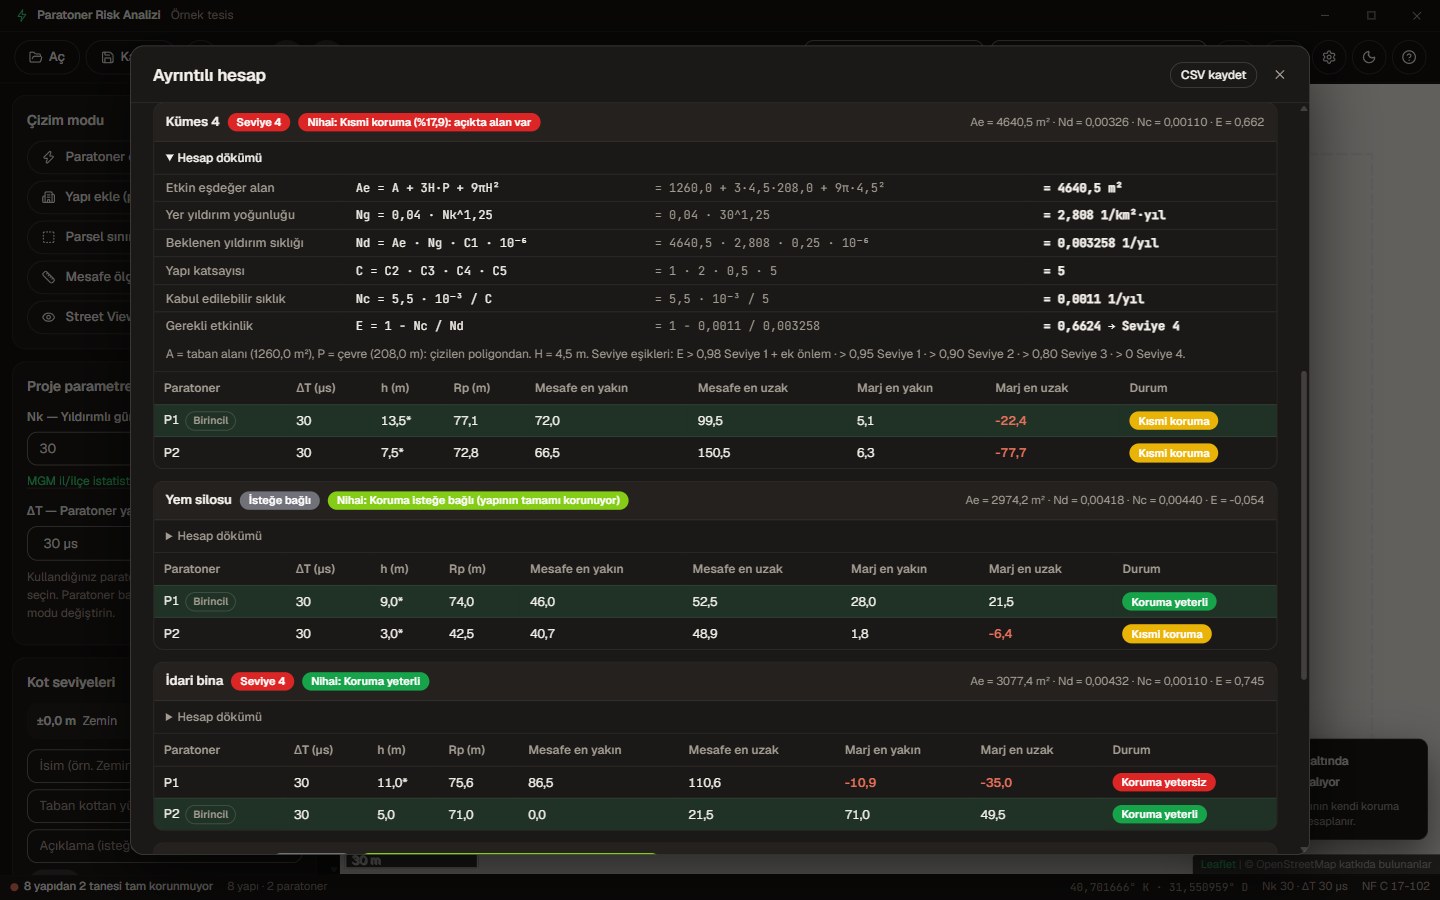 Paratoner Risk Analizi Örnek tesis
Aç
Ayrıntılı hesap
CSV kaydet
Çizim modu
Paratoner
Yapı ekle
Parsel sınır
Mesafe ölç
Street View
Proje parametre
Nk — Yıldırımlı gü
30
MGM il/ilçe istatist
ΔT — Paratoner ya
30 µs
Kullandığınız parat
seçin. Paratoner ba
modu değiştirin.
Kot seviyeleri
±0,0 m Zemin
İsim (örn. Zemin
Taban kottan yü
Açıklama (isteğ
Kümes 4 Seviye 4 Nihai: Kısmi koruma (%17,9): açıkta alan var Ae = 4640,5 m² · Nd = 0,00326 · Nc = 0,00110 · E = 0,662
▼ Hesap dökümü
Etkin eşdeğer alan Ae = A + 3H·P + 9πH² = 1260,0 + 3·4,5·208,0 + 9π·4,5² = 4640,5 m²
Yer yıldırım yoğunluğu Ng = 0,04 · Nk^1,25 = 0,04 · 30^1,25 = 2,808 1/km²·yıl
Beklenen yıldırım sıklığı Nd = Ae · Ng · C1 · 10⁻⁶ = 4640,5 · 2,808 · 0,25 · 10⁻⁶ = 0,003258 1/yıl
Yapı katsayısı C = C2 · C3 · C4 · C5 = 1 · 2 · 0,5 · 5 = 5
Kabul edilebilir sıklık Nc = 5,5 · 10⁻³ / C = 5,5 · 10⁻³ / 5 = 0,0011 1/yıl
Gerekli etkinlik E = 1 - Nc / Nd = 1 - 0,0011 / 0,003258 = 0,6624 → Seviye 4
A = taban alanı (1260,0 m²), P = çevre (208,0 m): çizilen poligondan. H = 4,5 m. Seviye eşikleri: E > 0,98 Seviye 1 + ek önlem · > 0,95 Seviye 1 · > 0,90 Seviye 2 · > 0,80 Seviye 3 · > 0 Seviye 4.
Paratoner ΔT (µs) h (m) Rp (m) Mesafe en yakın Mesafe en uzak Marj en yakın Marj en uzak Durum
P1 Birincil 30 13,5* 77,1 72,0 99,5 5,1 -22,4 Kısmi koruma
P2 30 7,5* 72,8 66,5 150,5 6,3 -77,7 Kısmi koruma
Yem silosu İsteğe bağlı Nihai: Koruma isteğe bağlı (yapının tamamı korunuyor) Ae = 2974,2 m² · Nd = 0,00418 · Nc = 0,00440 · E = -0,054
▶ Hesap dökümü
Paratoner ΔT (µs) h (m) Rp (m) Mesafe en yakın Mesafe en uzak Marj en yakın Marj en uzak Durum
P1 Birincil 30 9,0* 74,0 46,0 52,5 28,0 21,5 Koruma yeterli
P2 30 3,0* 42,5 40,7 48,9 1,8 -6,4 Kısmi koruma
İdari bina Seviye 4 Nihai: Koruma yeterli Ae = 3077,4 m² · Nd = 0,00432 · Nc = 0,00110 · E = 0,745
▶ Hesap dökümü
Paratoner ΔT (µs) h (m) Rp (m) Mesafe en yakın Mesafe en uzak Marj en yakın Marj en uzak Durum
P1 30 11,0* 75,6 86,5 110,6 -10,9 -35,0 Koruma yetersiz
P2 Birincil 30 5,0 71,0 0,0 21,5 71,0 49,5 Koruma yeterli
altında
alıyor
nın kendi koruma
esaplanır.
30 m
Leaflet | © OpenStreetMap katkıda bulunanlar
8 yapıdan 2 tanesi tam korunmuyor 8 yapı · 2 paratoner 40,701666° K · 31,550959° D Nk 30 · ΔT 30 µs NF C 17-102